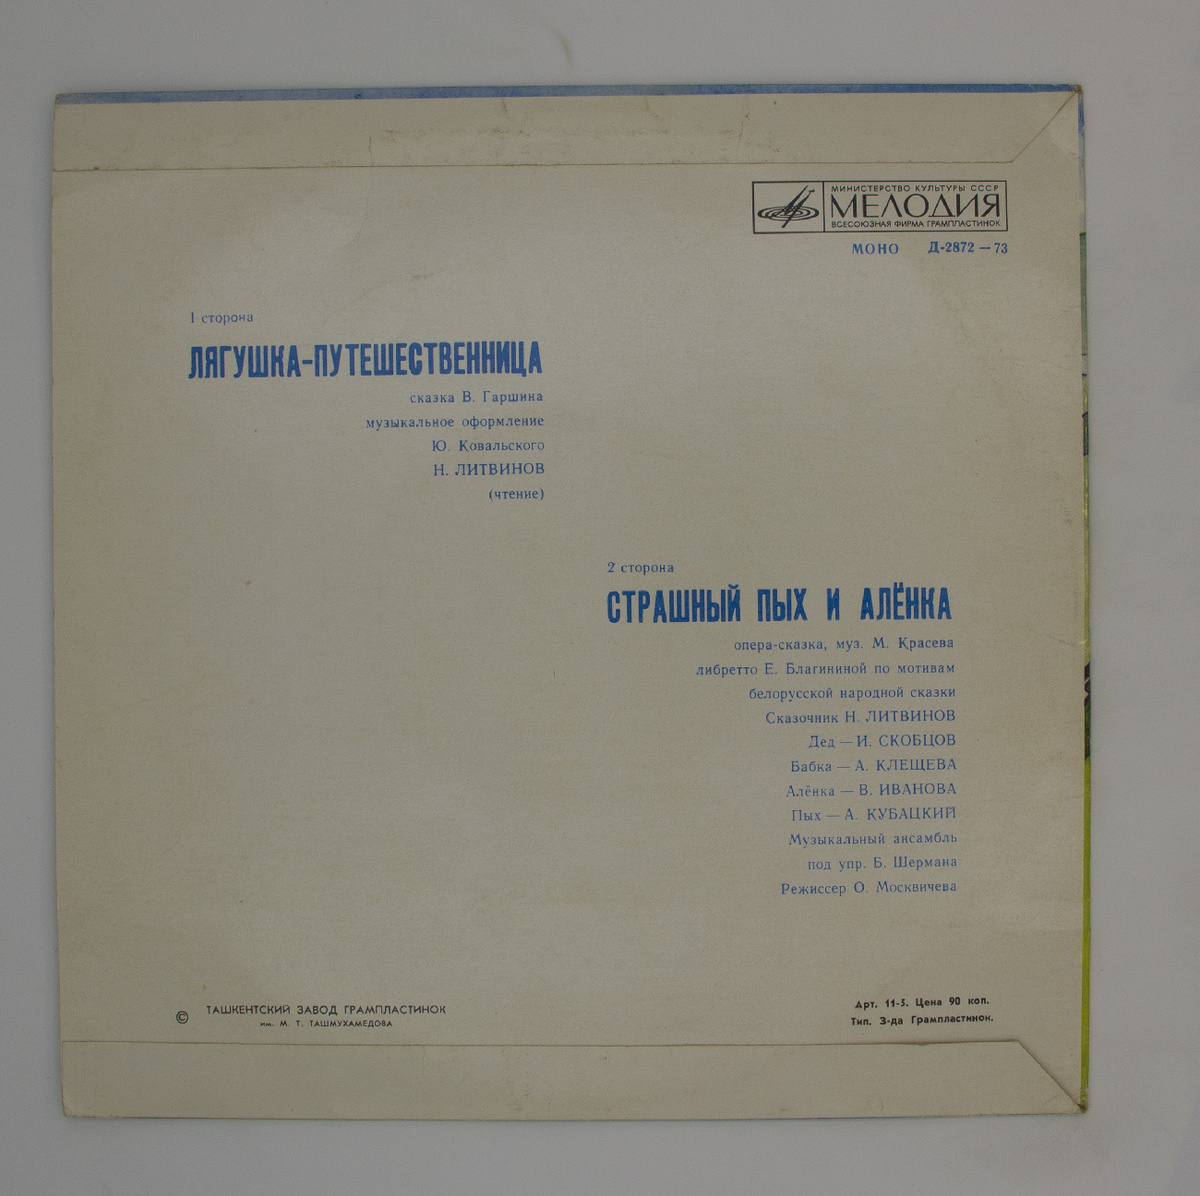 МИНИСТЕРСТВО КУЛЬТУРЫ СССР
МЕЛОДИЯ
ВСЕСОЮЗНАЯ ФИРМА ГРАМПЛАСТИНОК
МОНО Д-2872—73
1 сторона
ЛЯГУШКА-ПУТЕШЕСТВЕННИЦА
сказка В. Гаршина
музыкальное оформление
Ю. Ковальского
Н. ЛИТВИНОВ
(чтение)
2 сторона
СТРАШНЫЙ ПЫХ И АЛЁНКА
опера-сказка, муз. М. Красева
либретто Е. Благининой по мотивам
белорусской народной сказки
Сказочник Н. ЛИТВИНОВ
Дед — И. СКОБЦОВ
Бабка — А. КЛЕЩЕВА
Алёнка — В. ИВАНОВА
Пых — А. КУБАЦКИЙ
Музыкальный ансамбль
под упр. Б. Шермана
Режиссер О. Москвичева
© ТАШКЕНТСКИЙ ЗАВОД ГРАМПЛАСТИНОК
им. М. Т. ТАШМУХАМЕДОВА
Арт. 11-5. Цена 90 коп.
Тип. З-да Грампластинок.